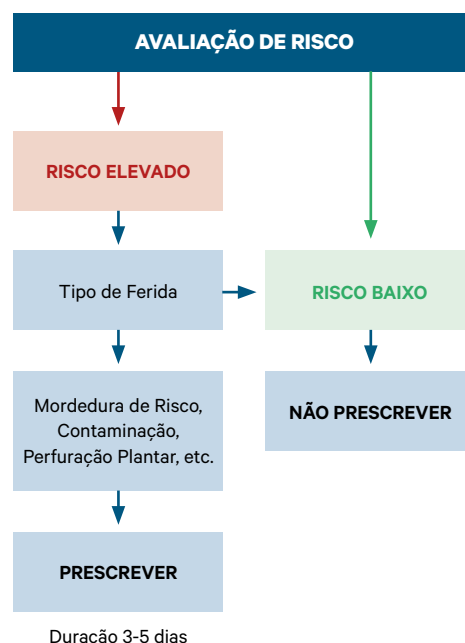 AVALIAÇÃO DE RISCO
RISCO ELEVADO
Tipo de Ferida
RISCO BAIXO
Mordedura de Risco,
Contaminação,
Perfuração Plantar, etc.
NÃO PRESCREVER
PRESCREVER
Duração 3-5 dias